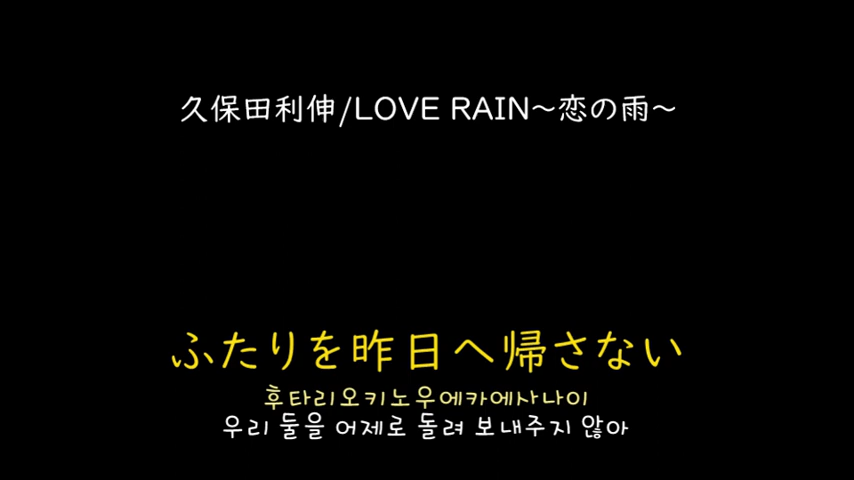 久保田利伸/LOVE RAIN～恋の雨～
ふたりを昨日へ帰さない
후타리오키노우에카에사나이
우리 둘을 어제로 돌려 보내주지 않아